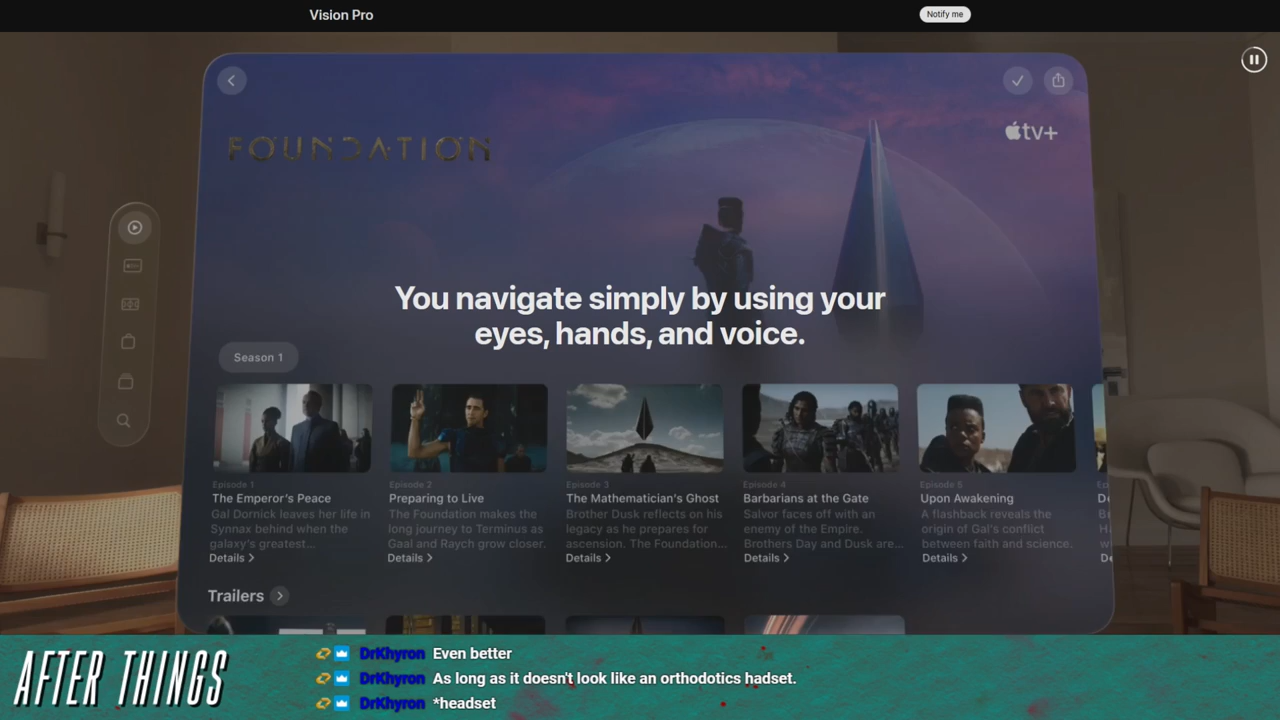 Vision Pro
Notify me
FOUNDATION
tv+
You navigate simply by using your
eyes, hands, and voice.
Season 1
Episode 1
The Emperor's Peace
Gal Dornick leaves her life in
Synnax behind when the
galaxy's greatest...
Details >
Episode 2
Preparing to Live
The Foundation makes the
long journey to Terminus as
Gaal and Raych grow closer.
Details >
Episode 3
The Mathematician's Ghost
Brother Dusk reflects on his
legacy as he prepares for
ascension. The Foundation...
Details >
Episode 4
Barbarians at the Gate
Salvor faces off with an
enemy of the Empire.
Brothers Day and Dusk are...
Details >
Episode 5
Upon Awakening
A flashback reveals the
origin of Gal's conflict
between faith and science.
Details >
Trailers >
AFTER THINGS
DrKhyron Even better
DrKhyron As long as it doesn't look like an orthodotics hadset.
DrKhyron *headset